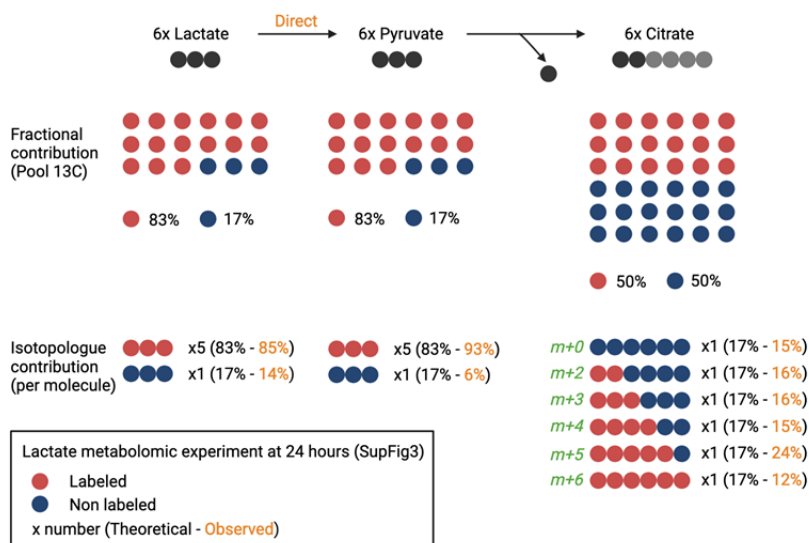 6x Lactate Direct 6x Pyruvate 6x Citrate
Fractional
contribution
(Pool 13C)
83% 17% 83% 17%
50% 50%
Isotopologue
contribution
(per molecule)
x5 (83% - 85%)
x1 (17% - 14%)
x5 (83% - 93%)
x1 (17% - 6%)
m+0 x1 (17% - 15%)
m+2 x1 (17% - 16%)
m+3 x1 (17% - 16%)
m+4 x1 (17% - 15%)
m+5 x1 (17% - 24%)
m+6 x1 (17% - 12%)
Lactate metabolomic experiment at 24 hours (SupFig3)
Labeled
Non labeled
x number (Theoretical - Observed)